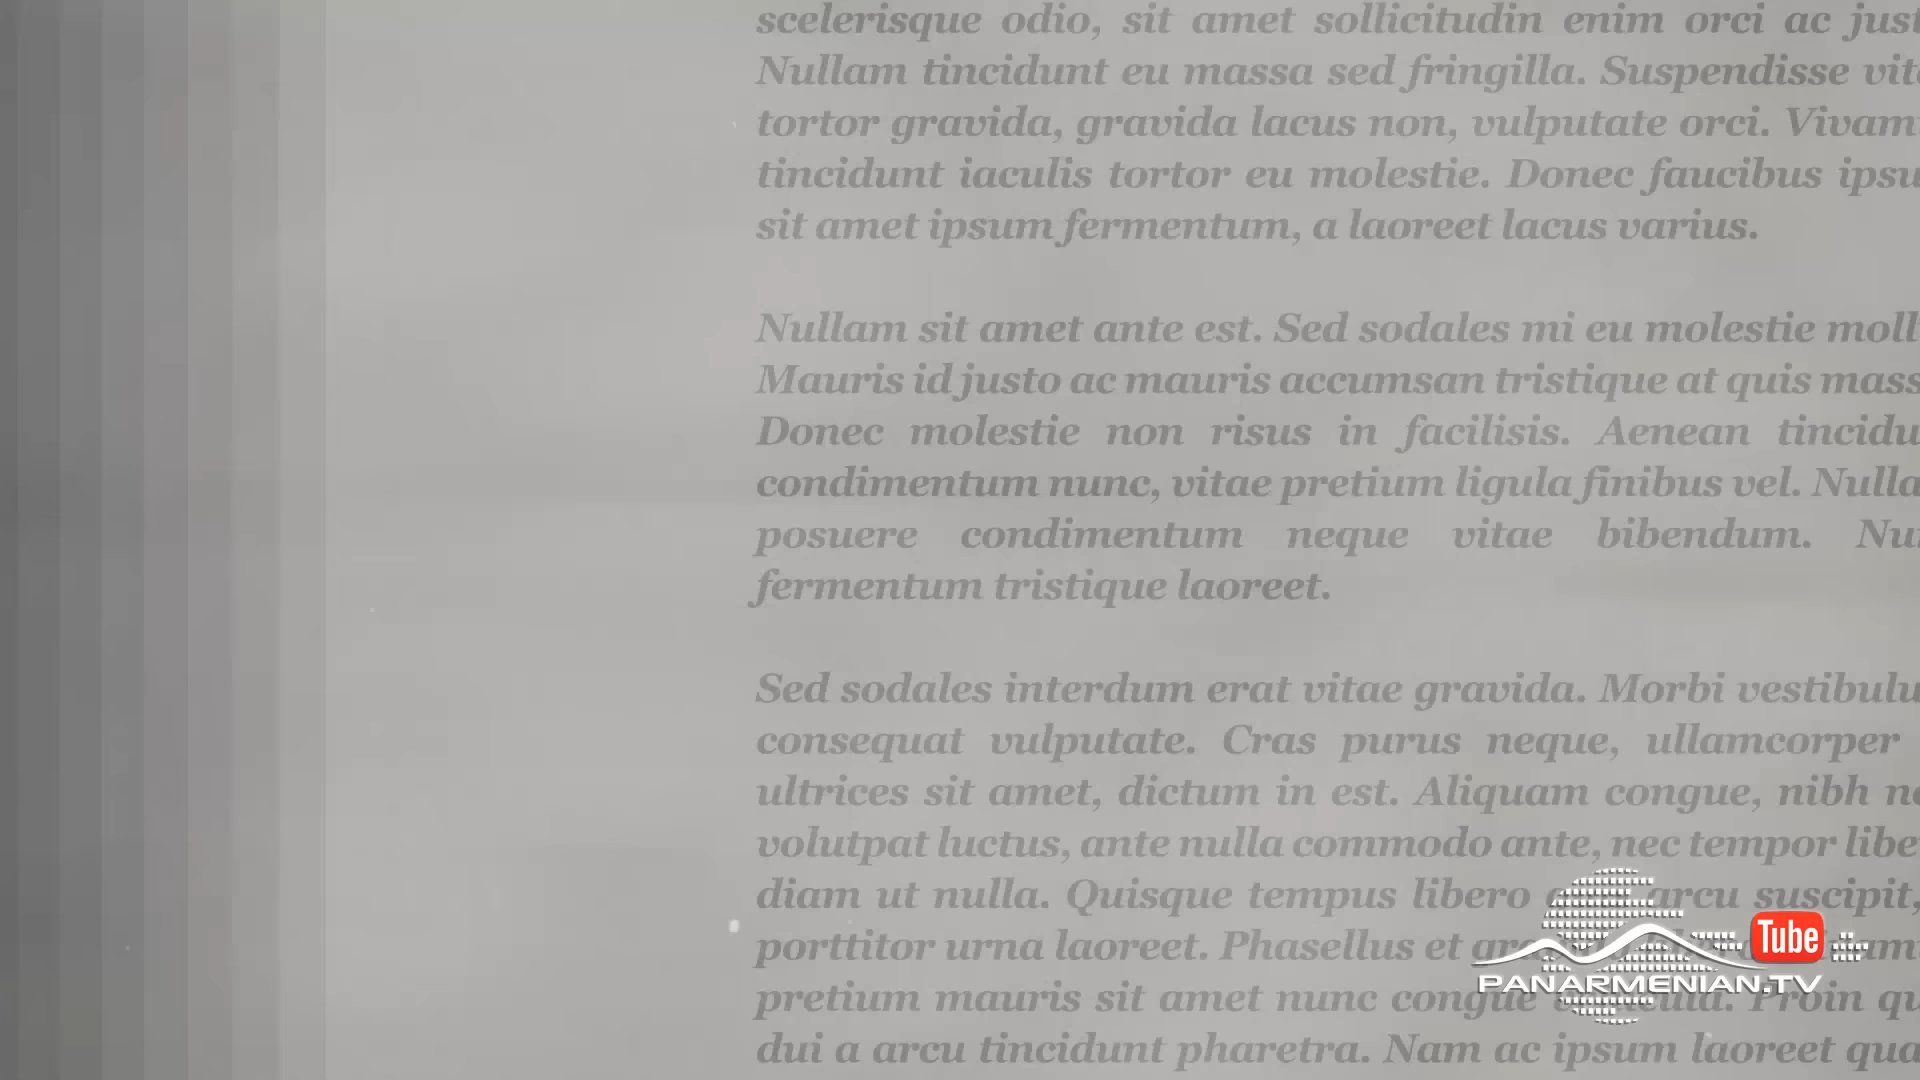 scelerisque odio, sit amet sollicitudin enim orci ac just
Nullam tincidunt eu massa sed fringilla. Suspendisse vita
tortor gravida, gravida lacus non, vulputate orci. Vivam
tincidunt iaculis tortor eu molestie. Donec faucibus ipsu
sit amet ipsum fermentum, a laoreet lacus varius.
Nullam sit amet ante est. Sed sodales mi eu molestie moll
Mauris id justo ac mauris accumsan tristique at quis mass
Donec molestie non risus in facilisis. Aenean tincidu
condimentum nunc, vitae pretium ligula finibus vel. Nulla
posuere condimentum neque vitae bibendum. Nun
fermentum tristique laoreet.
Sed sodales interdum erat vitae gravida. Morbi vestibulu
consequat vulputate. Cras purus neque, ullamcorper
ultrices sit amet, dictum in est. Aliquam congue, nibh ne
volutpat luctus, ante nulla commodo ante, nec tempor libe
diam ut nulla. Quisque tempus libero arcu suscipit,
porttitor urna laoreet. Phasellus et
pretium mauris sit amet nunc congue Proin qu
dui a arcu tincidunt pharetra. Nam ac ipsum laoreet qua
Tube
PANARMENIAN.TV